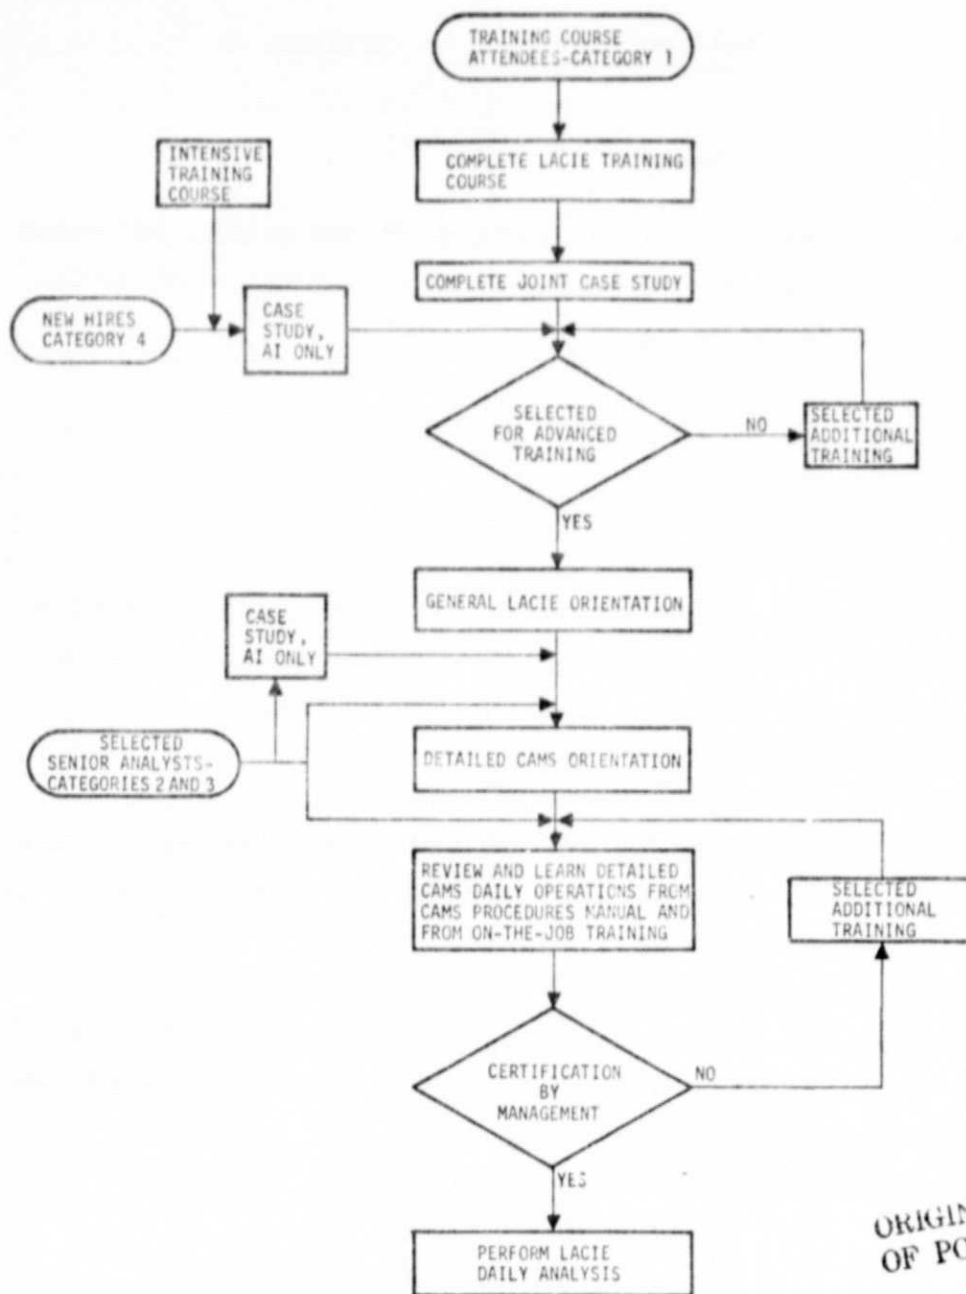 TRAINING COURSE
ATTENDEES-CATEGORY 1
INTENSIVE
TRAINING
COURSE
COMPLETE LACIE TRAINING
COURSE
COMPLETE JOINT CASE STUDY
NEW HIRES
CATEGORY 4
CASE
STUDY,
AI ONLY
SELECTED
FOR ADVANCED
TRAINING
NO
SELECTED
ADDITIONAL
TRAINING
YES
GENERAL LACIE ORIENTATION
CASE
STUDY,
AI ONLY
SELECTED
SENIOR ANALYSTS-
CATEGORIES 2 AND 3
DETAILED CAMS ORIENTATION
REVIEW AND LEARN DETAILED
CAMS DAILY OPERATIONS FROM
CAMS PROCEDURES MANUAL AND
FROM ON-THE-JOB TRAINING
SELECTED
ADDITIONAL
TRAINING
CERTIFICATION
BY
MANAGEMENT
NO
YES
PERFORM LACIE
DAILY ANALYSIS
ORIGIN
OF PO